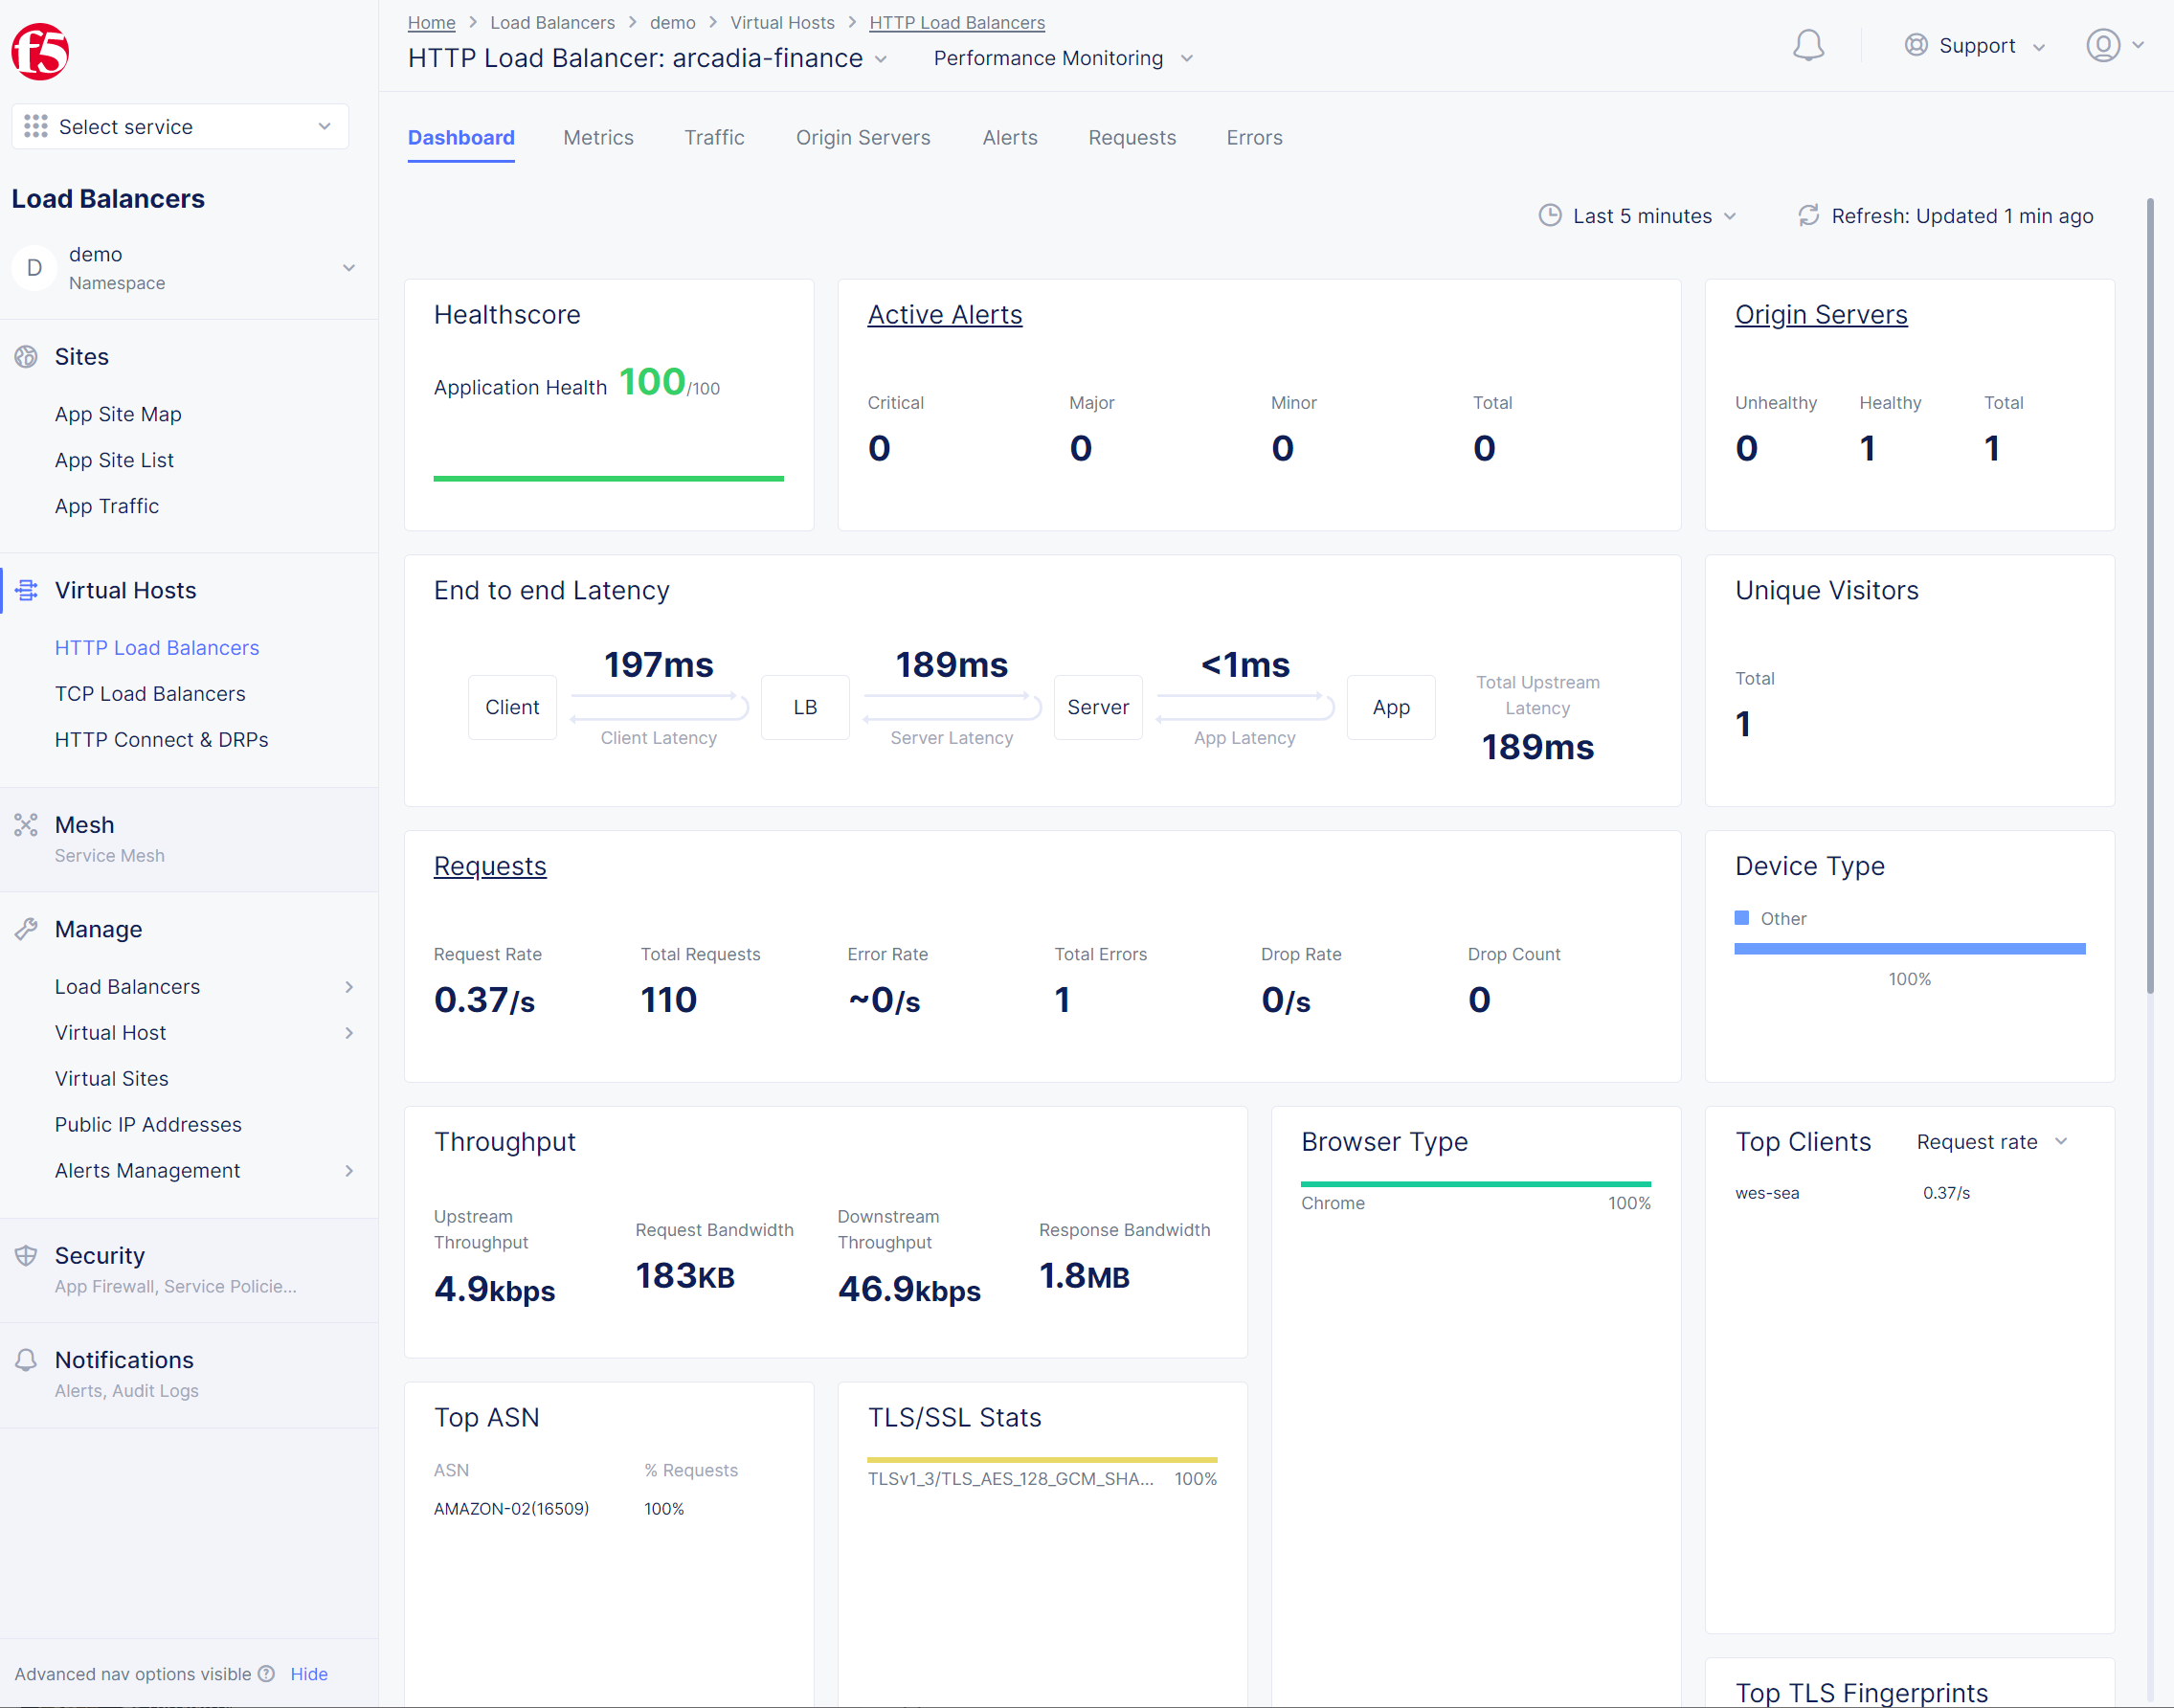 f5
Select service
Load Balancers
D
demo
Namespace
Sites
App Site Map
App Site List
App Traffic
Virtual Hosts
HTTP Load Balancers
TCP Load Balancers
HTTP Connect & DRPs
Mesh
Service Mesh
Manage
Load Balancers
Virtual Host
Virtual Sites
Public IP Addresses
Alerts Management
Security
App Firewall, Service Policie...
Notifications
Alerts, Audit Logs
Advanced nav options visible ? Hide
Home > Load Balancers > demo > Virtual Hosts > HTTP Load Balancers
HTTP Load Balancer: arcadia-finance Performance Monitoring
Support
Dashboard Metrics Traffic Origin Servers Alerts Requests Errors
Last 5 minutes Refresh: Updated 1 min ago
Healthscore
Application Health 100/100
Active Alerts
Critical Major Minor Total
0 0 0 0
Origin Servers
Unhealthy Healthy Total
0 1 1
End to end Latency
197ms 189ms <1ms
Client LB Server App
Client Latency Server Latency App Latency
Total Upstream
Latency
189ms
Unique Visitors
Total
1
Requests
Request Rate Total Requests Error Rate Total Errors Drop Rate Drop Count
0.37/s 110 ~0/s 1 0/s 0
Device Type
Other
100%
Throughput
Upstream
Throughput
4.9kbps
Request Bandwidth
183KB
Downstream
Throughput
46.9kbps
Response Bandwidth
1.8MB
Browser Type
Chrome 100%
Top Clients Request rate
wes-sea 0.37/s
Top ASN
ASN % Requests
AMAZON-02(16509) 100%
TLS/SSL Stats
TLSv1_3/TLS_AES_128_GCM_SHA... 100%
Top TLS Fingerprints